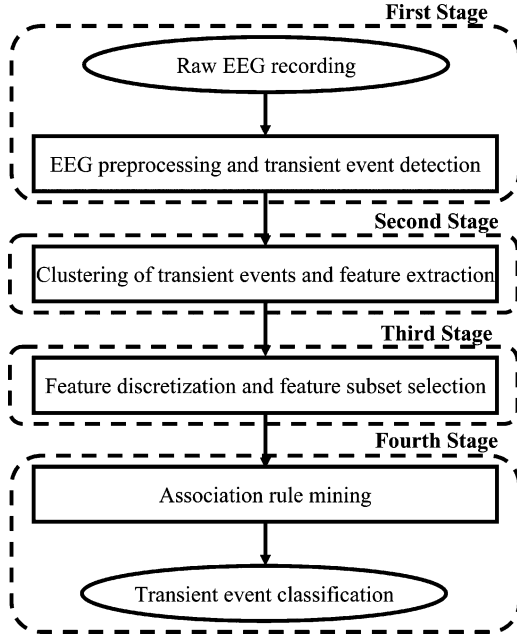 First Stage
Raw EEG recording
EEG preprocessing and transient event detection
Second Stage
Clustering of transient events and feature extraction
Third Stage
Feature discretization and feature subset selection
Fourth Stage
Association rule mining
Transient event classification